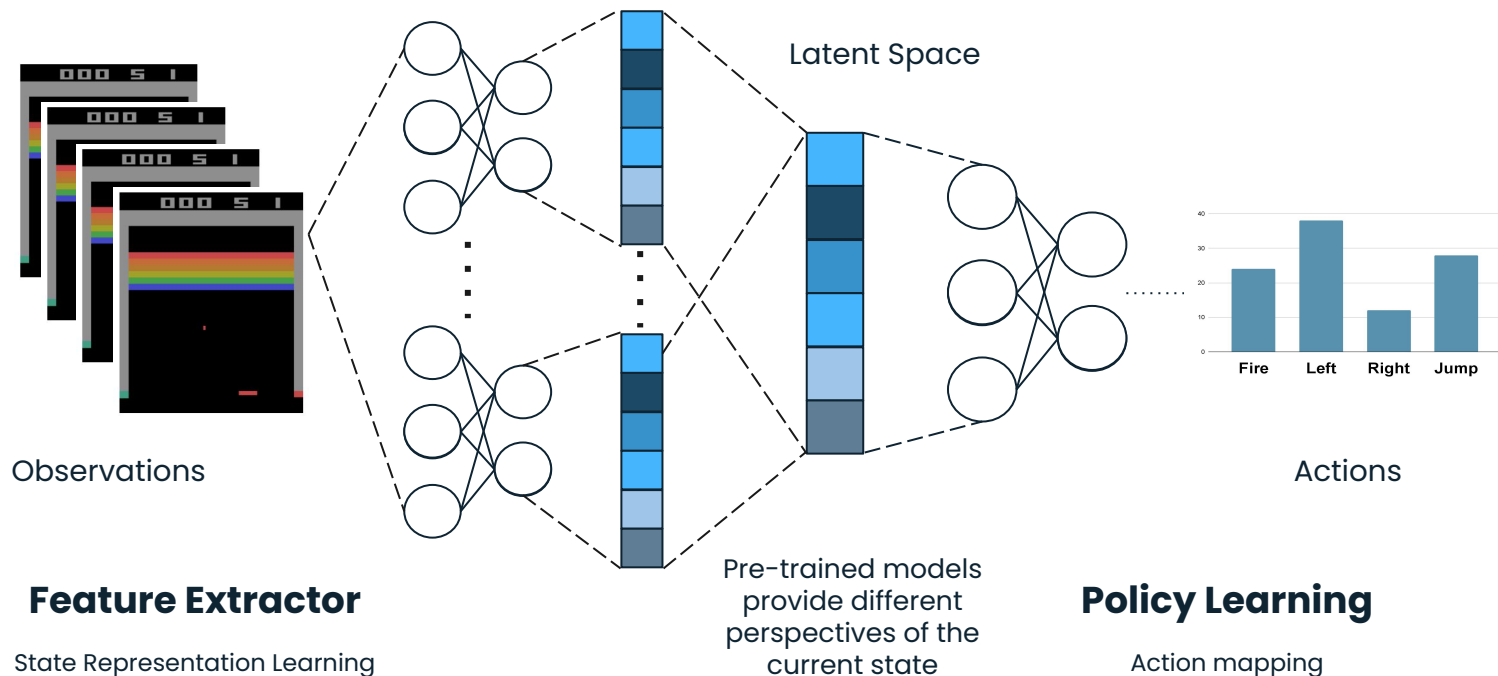 000 5 1
000 5 1
000 5 1
000 5 1
Latent Space
40
30
20
10
0
Fire Left Right Jump
Observations
Actions
Pre-trained models
provide different
perspectives of the
current state
Feature Extractor
Policy Learning
State Representation Learning
Action mapping